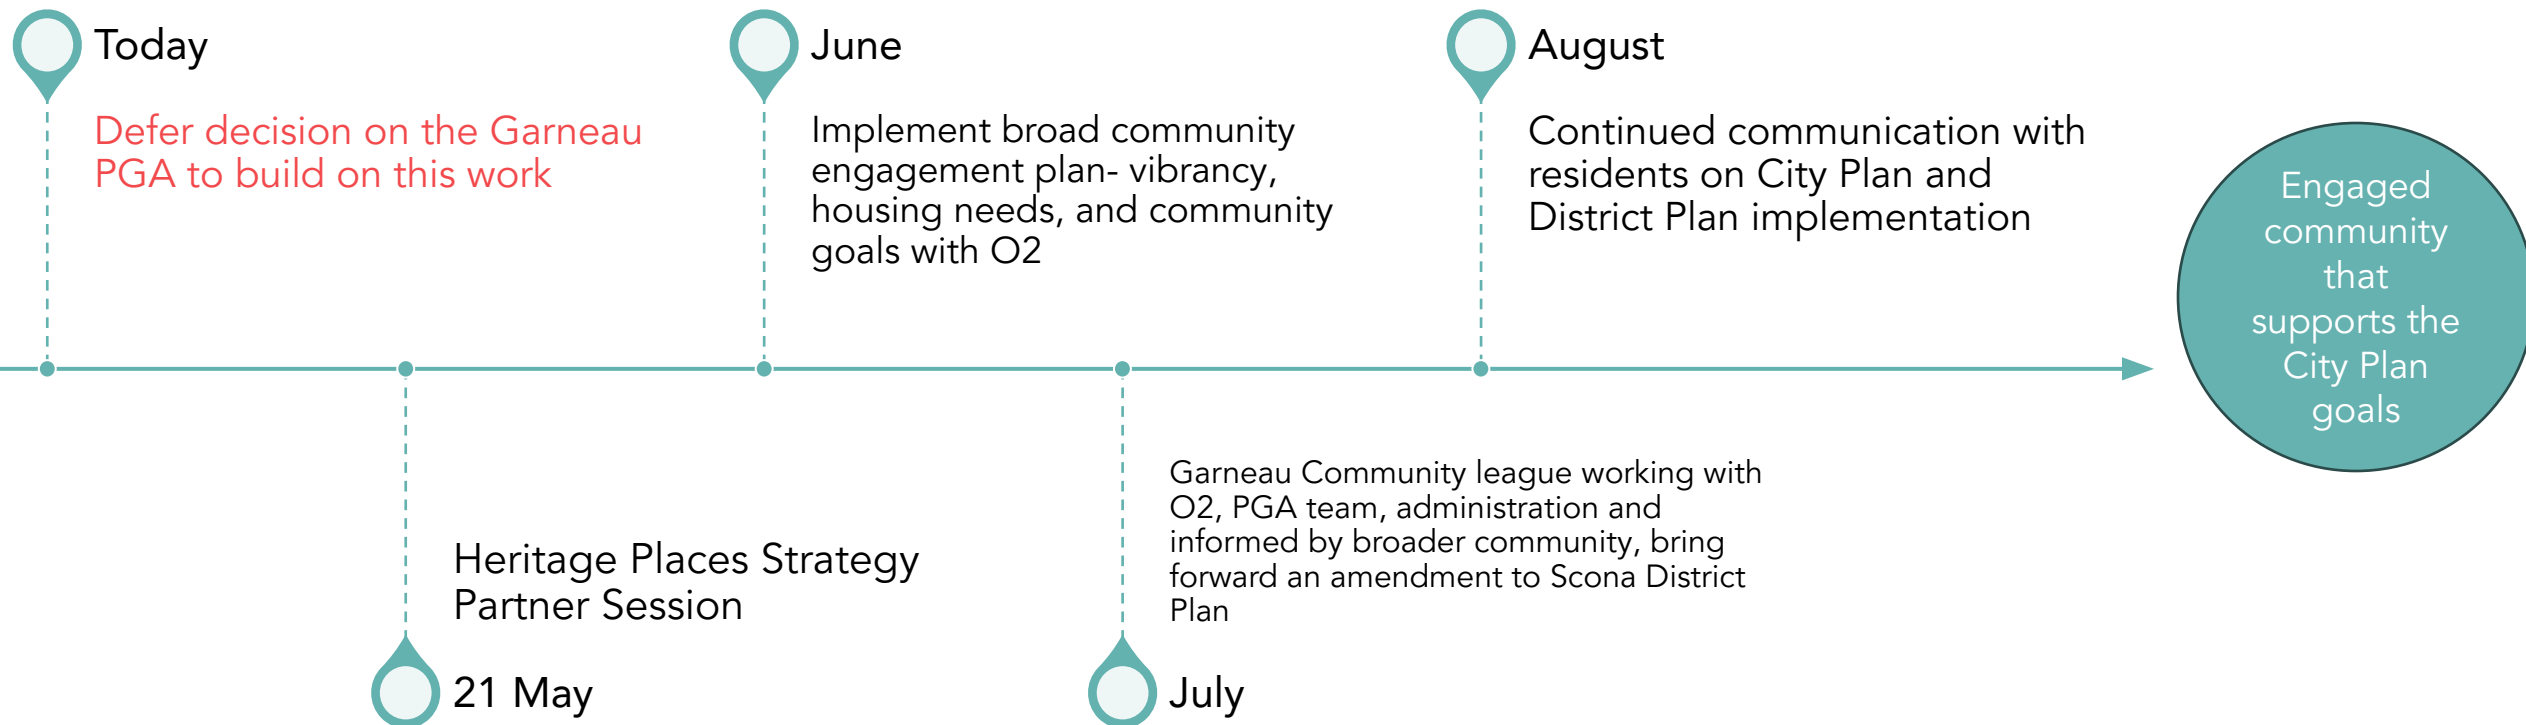 Today
Defer decision on the Garneau
PGA to build on this work
Heritage Places Strategy
Partner Session
21 May
June
Implement broad community
engagement plan- vibrancy,
housing needs, and community
goals with O2
Garneau Community league working with
O2, PGA team, administration and
informed by broader community, bring
forward an amendment to Scona District
Plan
July
August
Continued communication with
residents on City Plan and
District Plan implementation
Engaged
community
that
supports the
City Plan
goals